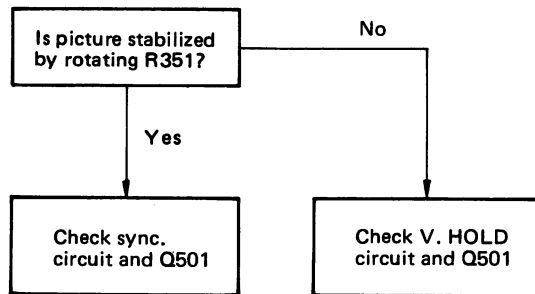 Is picture stabilized
by rotating R351?
No
Yes
Check sync.
circuit and Q501
Check V. HOLD
circuit and Q501